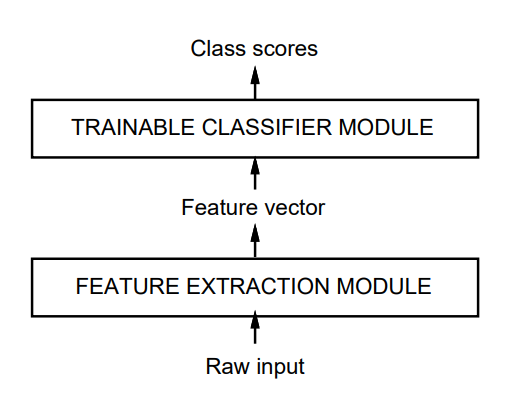 Class scores
TRAINABLE CLASSIFIER MODULE
Feature vector
FEATURE EXTRACTION MODULE
Raw input